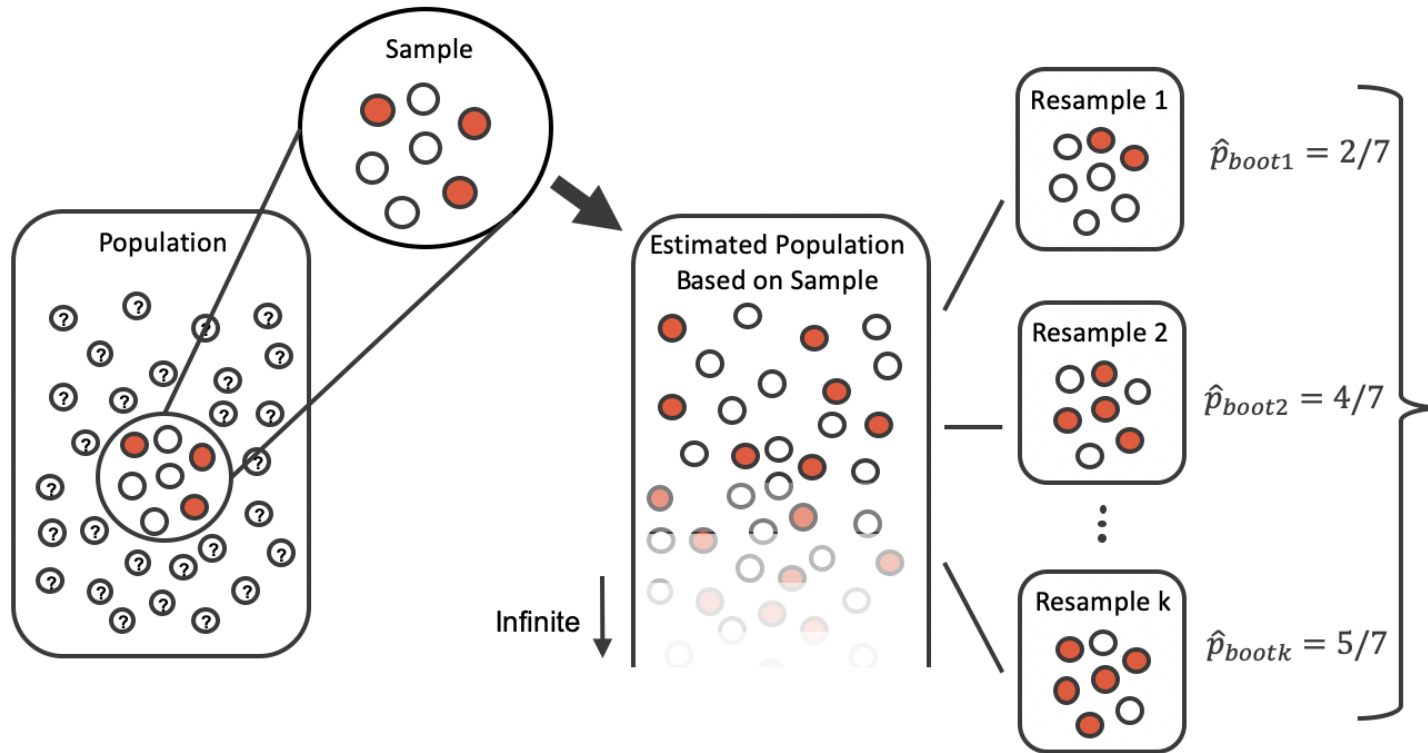 Sample
Population
? ? ? ?
? ?
? ?
? ?
? ?
? ?
? ?
? ?
? ?
? ?
? ? ?
? ?
? ?
?
Estimated Population
Based on Sample
Infinite
Resample 1
p̂boot1 = 2/7
Resample 2
p̂boot2 = 4/7
⋮
Resample k
p̂bootk = 5/7